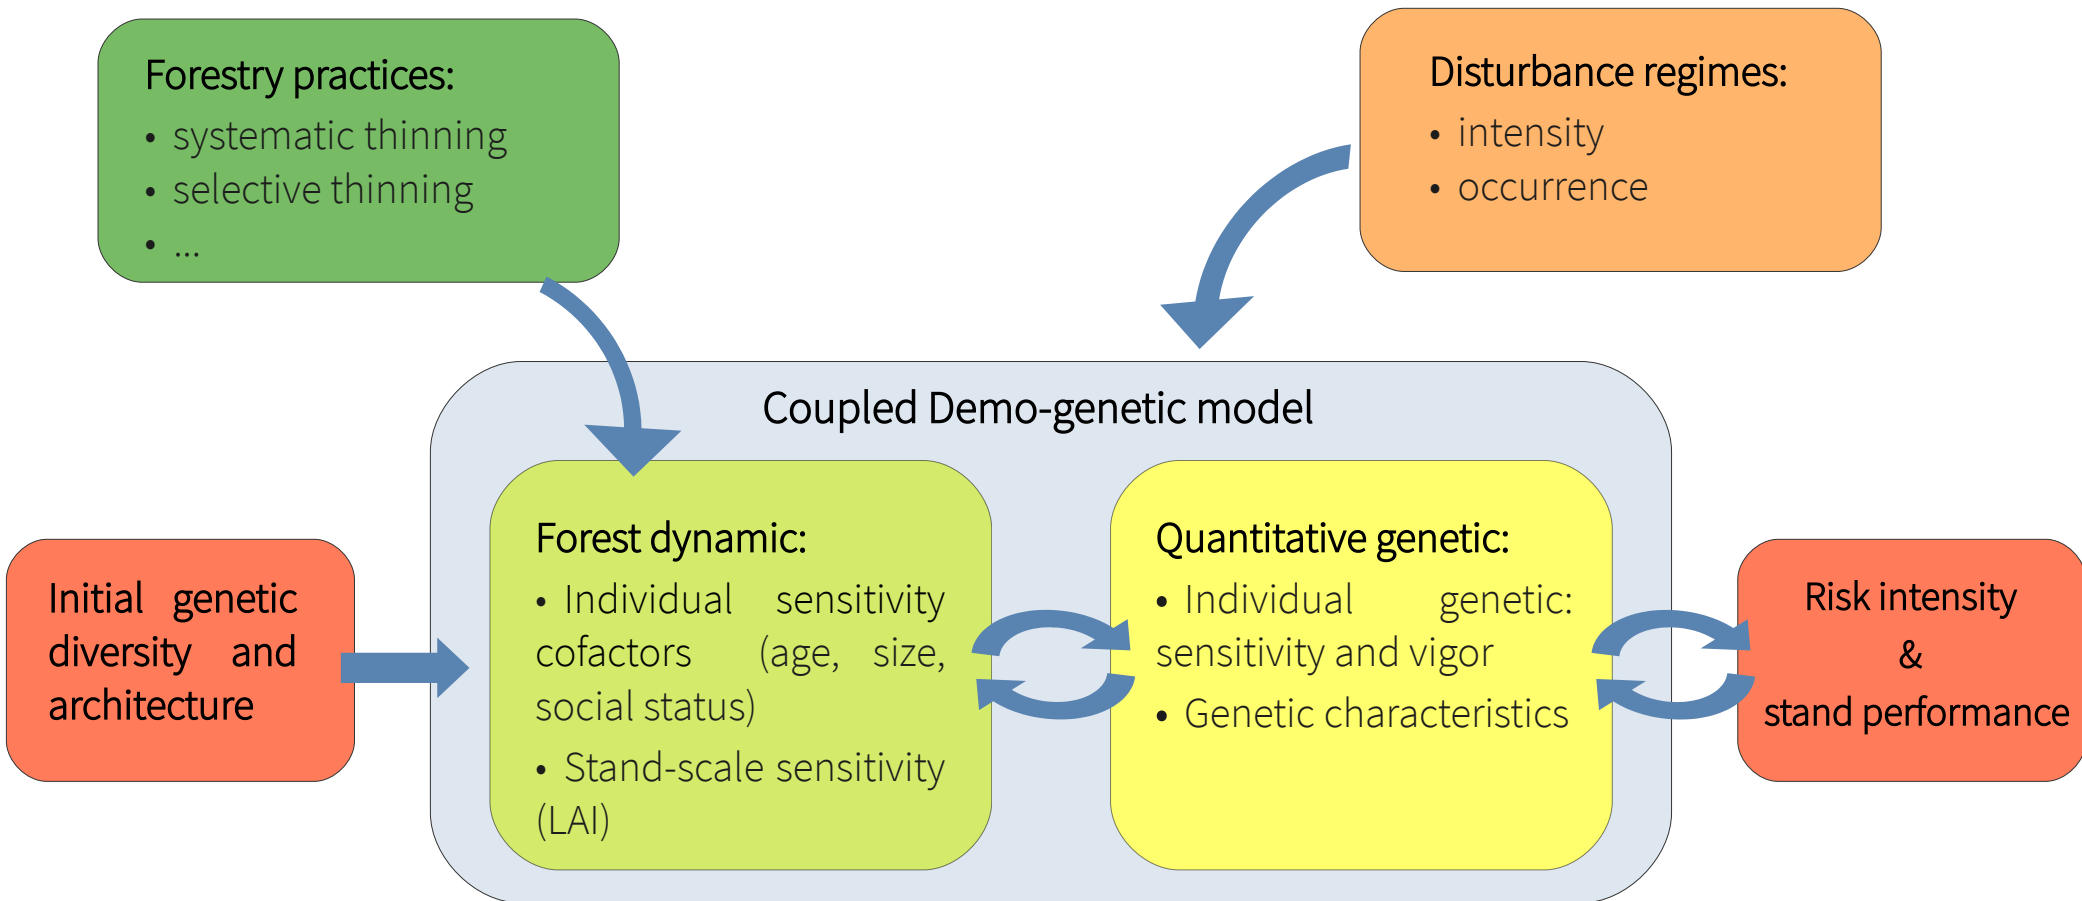 Forestry practices:
• systematic thinning
• selective thinning
• ...
Disturbance regimes:
• intensity
• occurrence
Coupled Demo-genetic model
Initial genetic
diversity and
architecture
Forest dynamic:
• Individual sensitivity
cofactors (age, size,
social status)
• Stand-scale sensitivity
(LAI)
Quantitative genetic:
• Individual genetic:
sensitivity and vigor
• Genetic characteristics
Risk intensity
&
stand performance